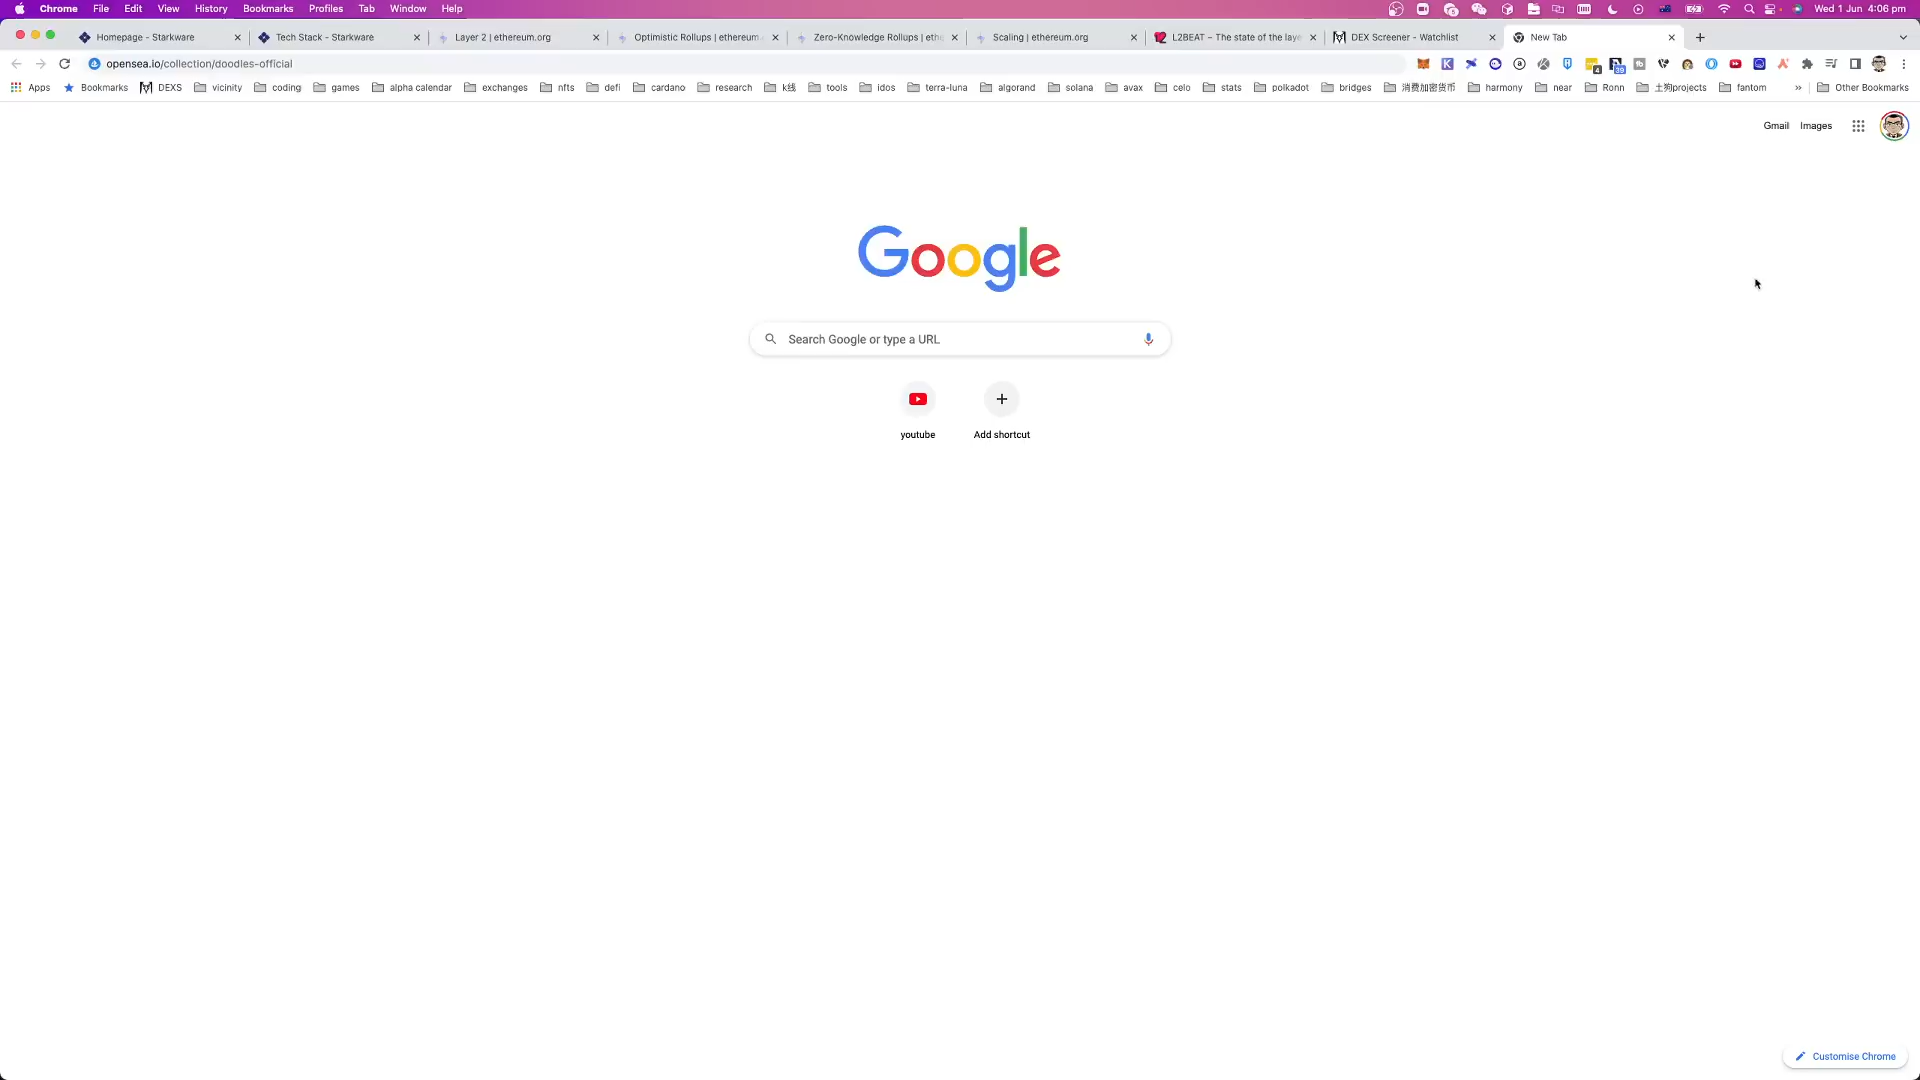 Chrome File Edit View History Bookmarks Profiles Tab Window Help Wed 1 Jun 4:06 pm
Homepage - Starkware Tech Stack - Starkware Layer 2 | ethereum.org Optimistic Rollups | ethereum. Zero-Knowledge Rollups | eth Scaling | ethereum.org L2BEAT – The state of the laye DEX Screener - Watchlist New Tab
opensea.io/collection/doodles-official
Apps Bookmarks DEXS vicinity coding games alpha calendar exchanges nfts defi cardano research k线 tools idos terra-luna algorand solana avax celo stats polkadot bridges 消费加密货币 harmony near Ronn 土狗projects fantom » Other Bookmarks
Gmail Images
Google
Search Google or type a URL
youtube Add shortcut
Customise Chrome